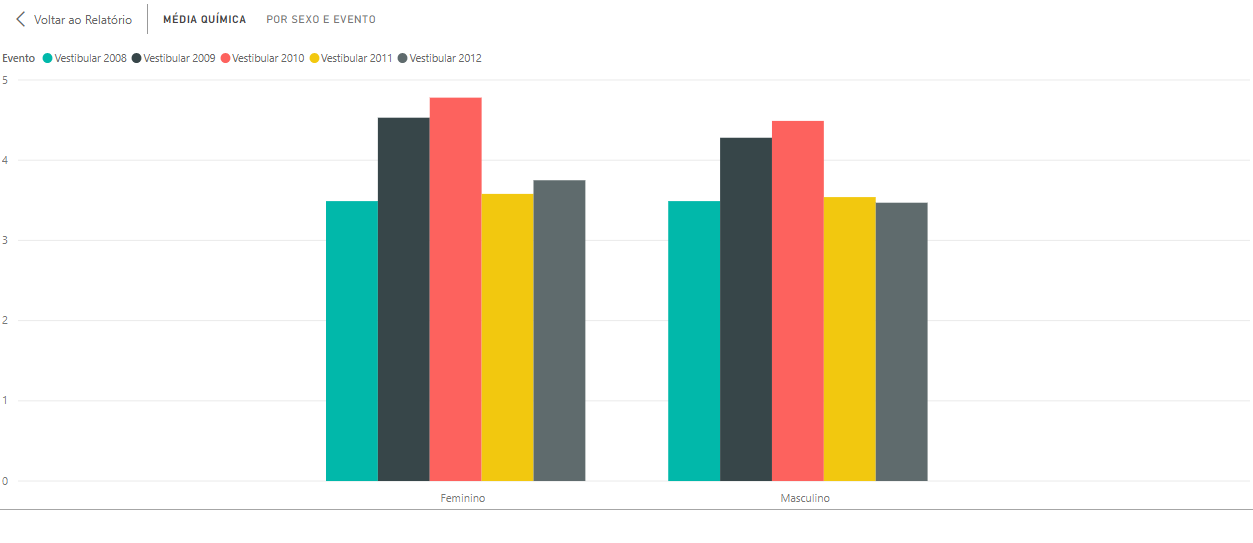 Voltar ao Relatório MÉDIA QUÍMICA POR SEXO E EVENTO
Evento Vestibular 2008 Vestibular 2009 Vestibular 2010 Vestibular 2011 Vestibular 2012
5
4
3
2
1
0
Feminino Masculino